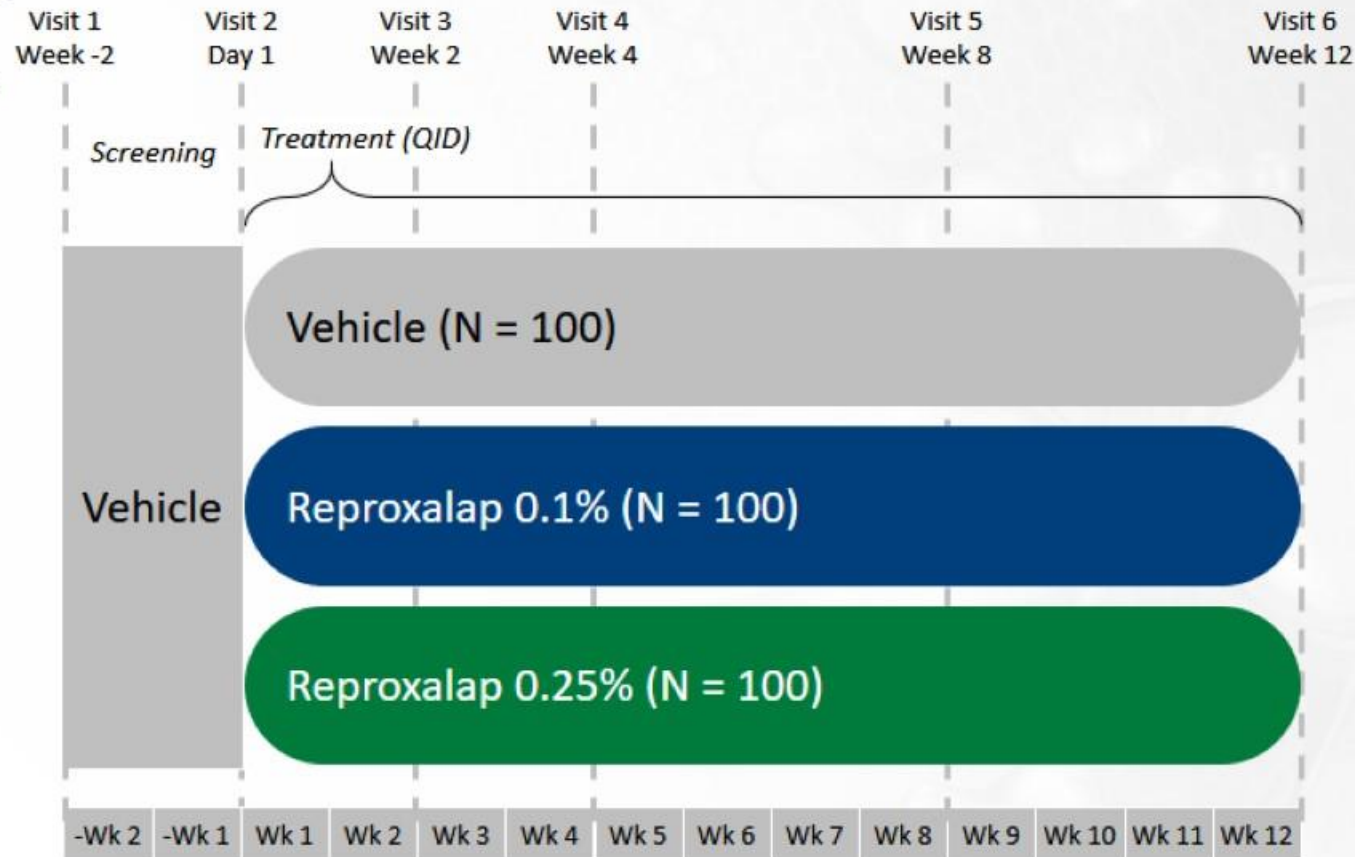 Visit 1
Week -2
Visit 2
Day 1
Visit 3
Week 2
Visit 4
Week 4
Visit 5
Week 8
Visit 6
Week 12
Screening
Treatment (QID)
Vehicle
Vehicle (N = 100)
Reproxalap 0.1% (N = 100)
Reproxalap 0.25% (N = 100)
-Wk 2 -Wk 1 Wk 1 Wk 2 Wk 3 Wk 4 Wk 5 Wk 6 Wk 7 Wk 8 Wk 9 Wk 10 Wk 11 Wk 12